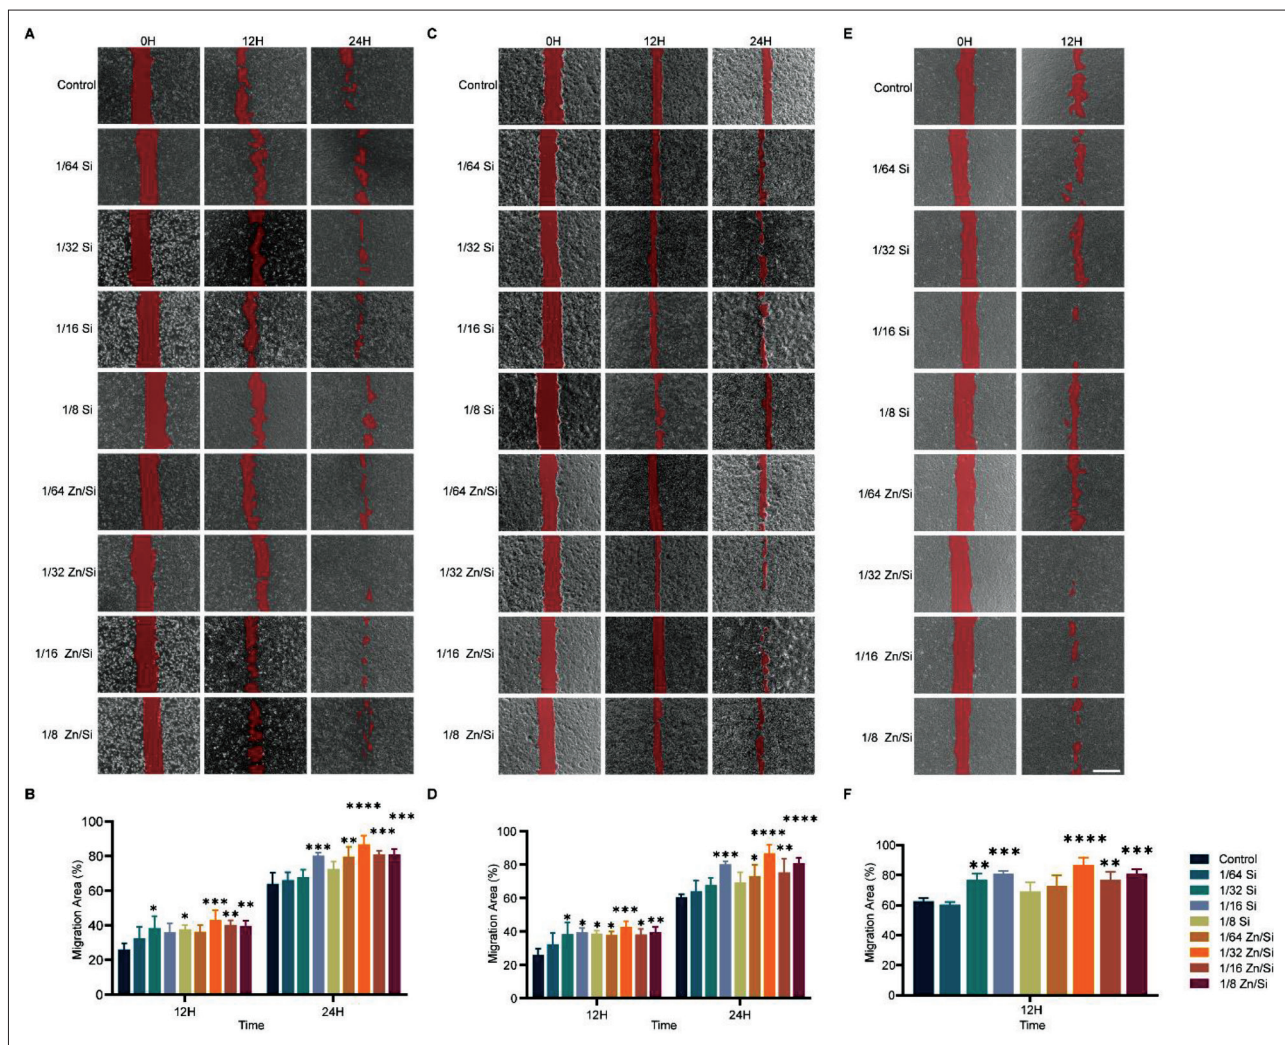 A
0H 12H 24H
Control
1/64 Si
1/32 Si
1/16 Si
1/8 Si
1/64 Zn/Si
1/32 Zn/Si
1/16 Zn/Si
1/8 Zn/Si
C
0H 12H 24H
Control
1/64 Si
1/32 Si
1/16 Si
1/8 Si
1/64 Zn/Si
1/32 Zn/Si
1/16 Zn/Si
1/8 Zn/Si
E
0H 12H
Control
1/64 Si
1/32 Si
1/16 Si
1/8 Si
1/64 Zn/Si
1/32 Zn/Si
1/16 Zn/Si
1/8 Zn/Si
B
Migration Area (%)
100
80
60
40
20
0
* * *** ** **
*** ** **** *** ***
12H 24H
Time
D
Migration Area (%)
100
80
60
40
20
0
* * * * *** * **
*** * **** ** ****
12H 24H
Time
F
Migration Area (%)
100
80
60
40
20
0
** *** **** ** ***
12H
Time
Control
1/64 Si
1/32 Si
1/16 Si
1/8 Si
1/64 Zn/Si
1/32 Zn/Si
1/16 Zn/Si
1/8 Zn/Si